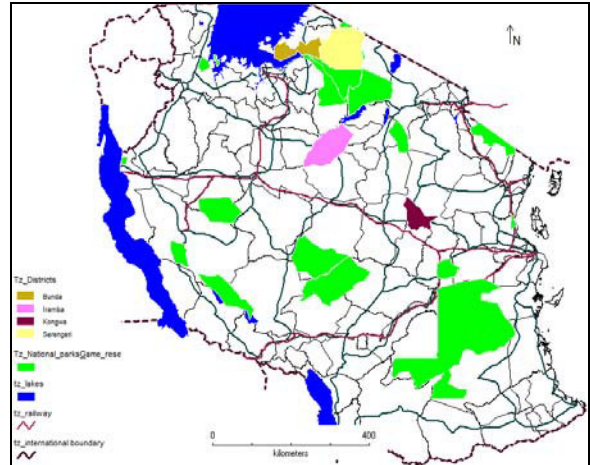 N
Tz_Districts
Bunda
Iramba
Kongwa
Serengeti
Tz_National_parksGame_rese
tz_lakes
tz_railway
tz_international boundary
0 400
kilometers